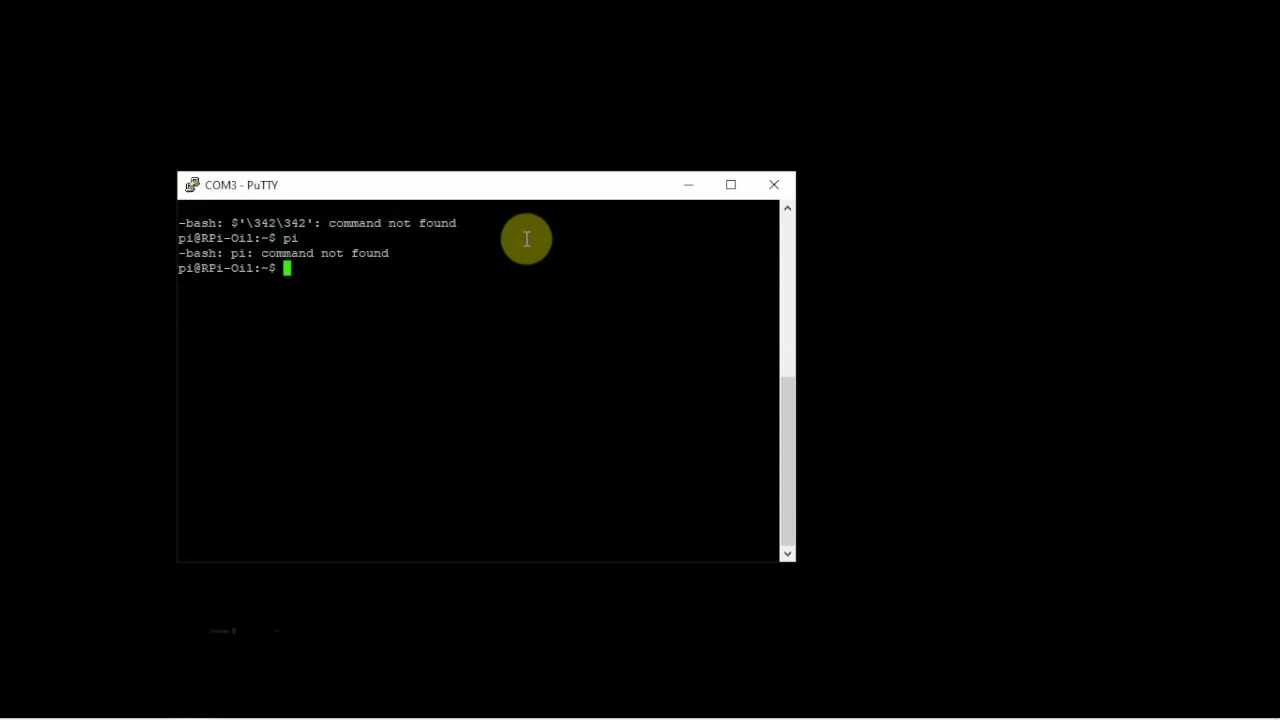 COM3 - PuTTY
-bash: $'\342\342': command not found
pi@RPi-Oil:~$ pi
-bash: pi: command not found
pi@RPi-Oil:~$